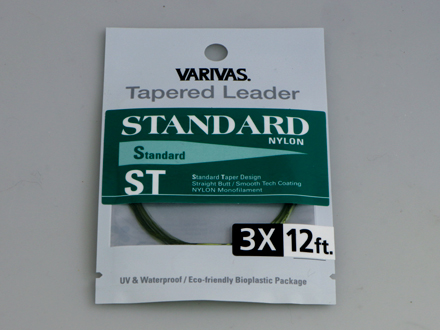 VARIVAS.
Tapered Leader
STANDARD
NYLON
Standard
ST
Standard Taper Design
Straight Butt / Smooth Tech Coating
NYLON Monofilament
3X 12ft.
UV & Waterproof / Eco-friendly Bioplastic Package